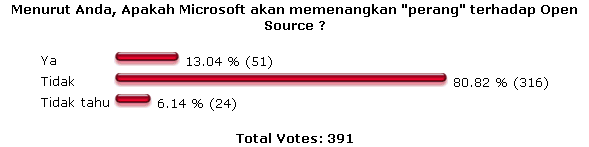 Menurut Anda, Apakah Microsoft akan memenangkan "perang" terhadap Open
Source ?
Ya 13.04 % (51)
Tidak 80.82 % (316)
Tidak tahu 6.14 % (24)
Total Votes: 391